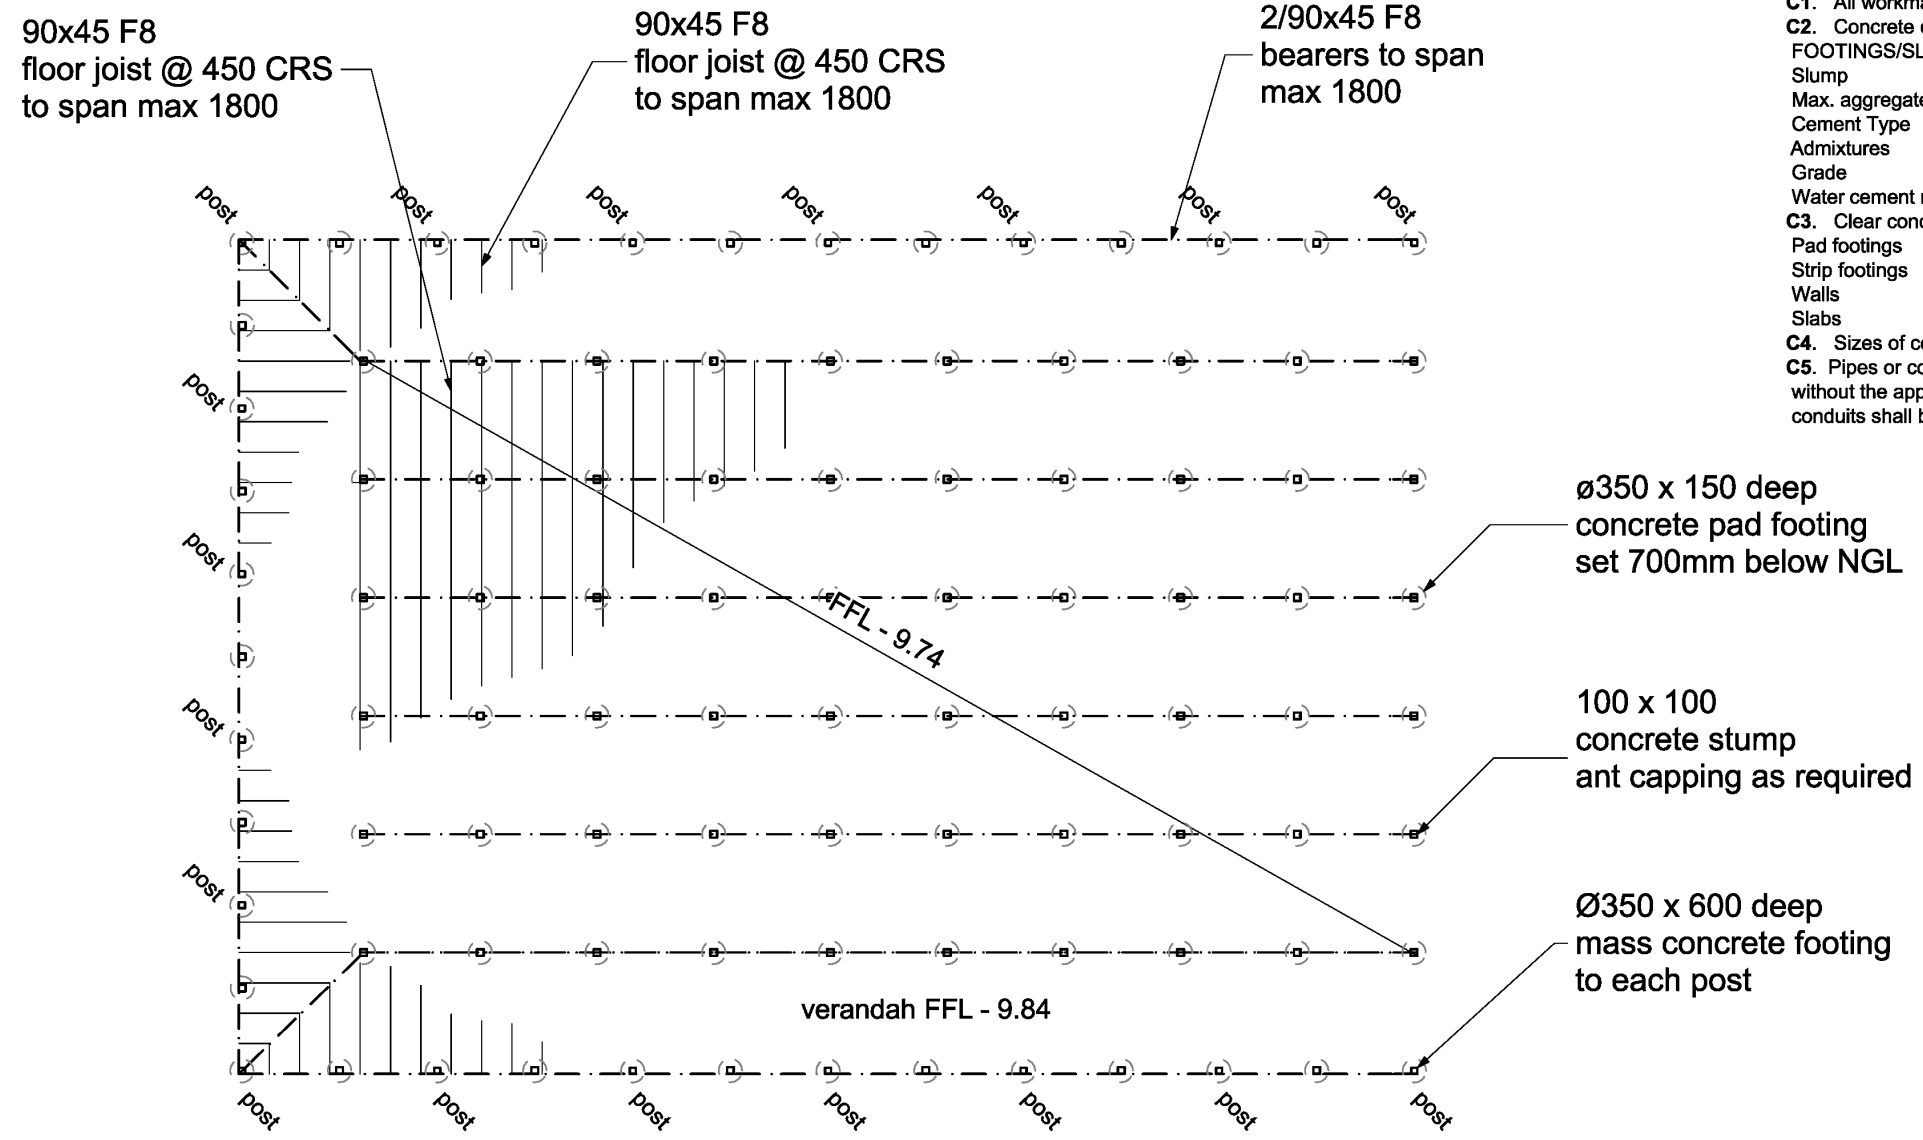 90x45 F8
floor joist @ 450 CRS
to span max 1800
90x45 F8
floor joist @ 450 CRS
to span max 1800
2/90x45 F8
bearers to span
max 1800
C1. All
C2. Concrete
Slump
Max.
Cement Type
Admixtures
Grade
Water cement
C3. Clear
Pad footings
Strip footings
Walls
Slabs
C4. Sizes of
C5. Pipes or
without the
conduits shall
post
post
post
post
post
post
post
post
post
post
post
ø350 x 150 deep
concrete pad footing
set 700mm below NGL
FFL - 9.74
100 x 100
concrete stump
ant capping as required
Ø350 x 600 deep
mass concrete footing
to each post
verandah FFL - 9.84
post
post
post
post
post
post
post